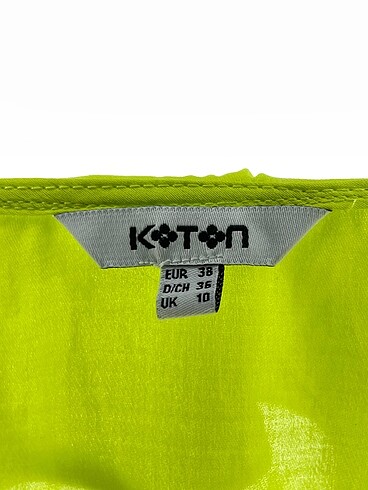 KOTON
EUR 38
D/CH 36
UK 10